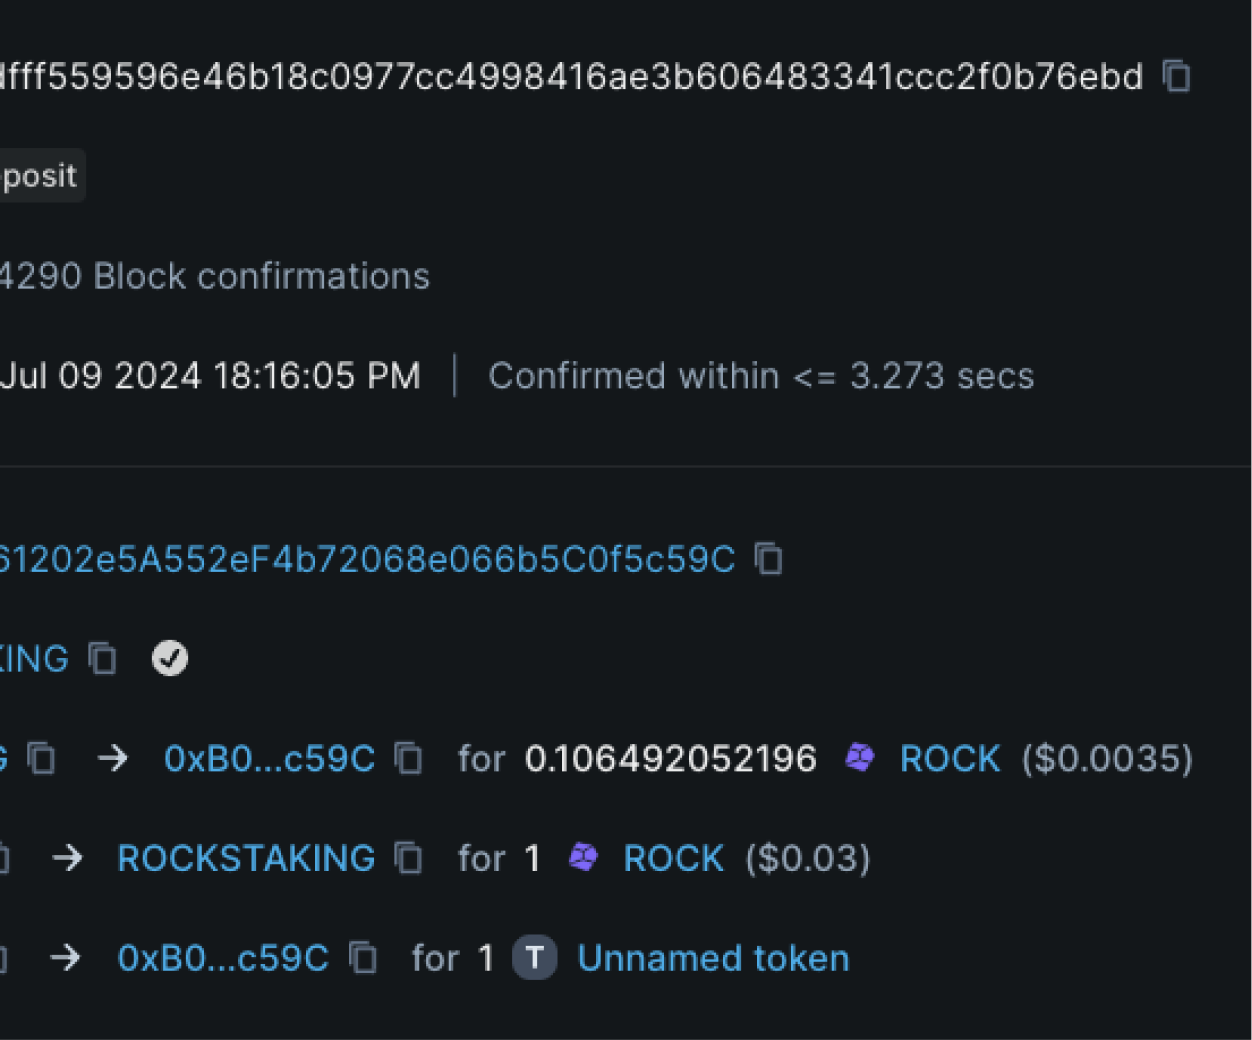 dfff559596e46b18c0977cc4998416ae3b606483341ccc2f0b76ebd
posit
4290 Block confirmations
Jul 09 2024 18:16:05 PM | Confirmed within <= 3.273 secs
61202e5A552eF4b72068e066b5C0f5c59C
KING
G → 0xB0...c59C for 0.106492052196 ROCK ($0.0035)
→ ROCKSTAKING for 1 ROCK ($0.03)
→ 0xB0...c59C for 1 T Unnamed token